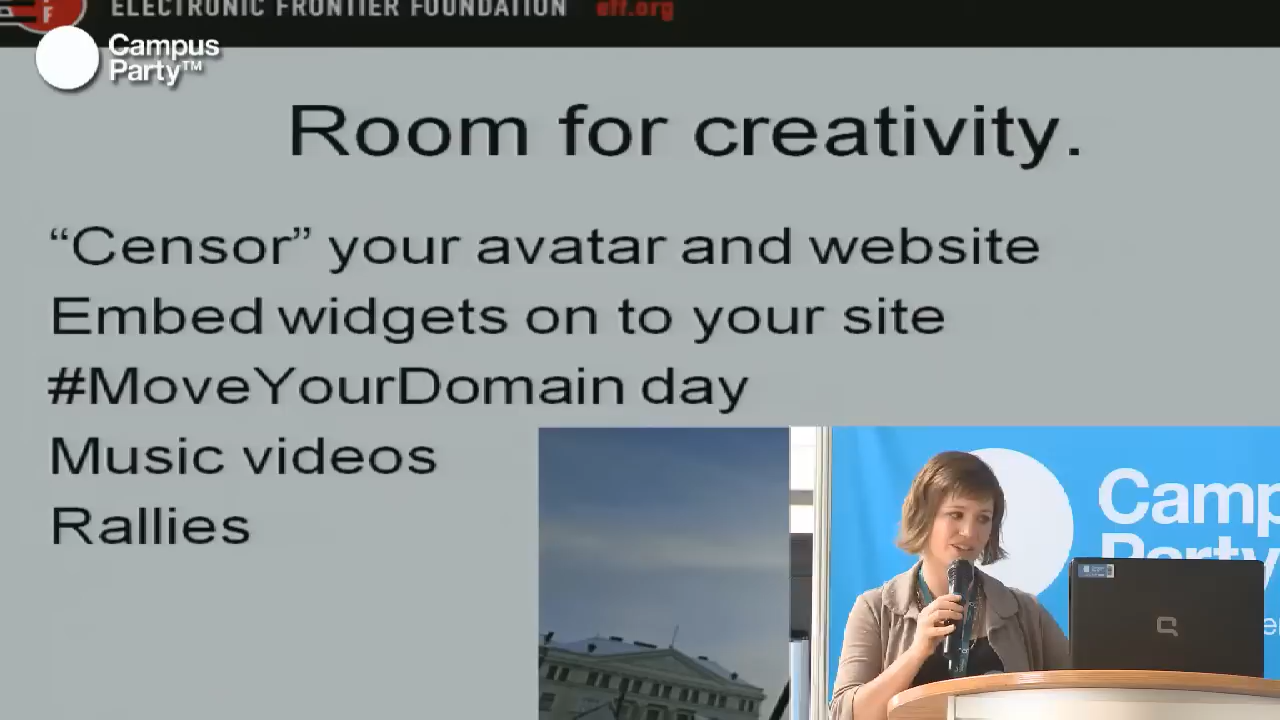 ELECTRONIC FRONTIER FOUNDATION eff.org
Campus
Party™
Room for creativity.
“Censor” your avatar and website
Embed widgets on to your site
#MoveYourDomain day
Music videos
Rallies
Camp
Party